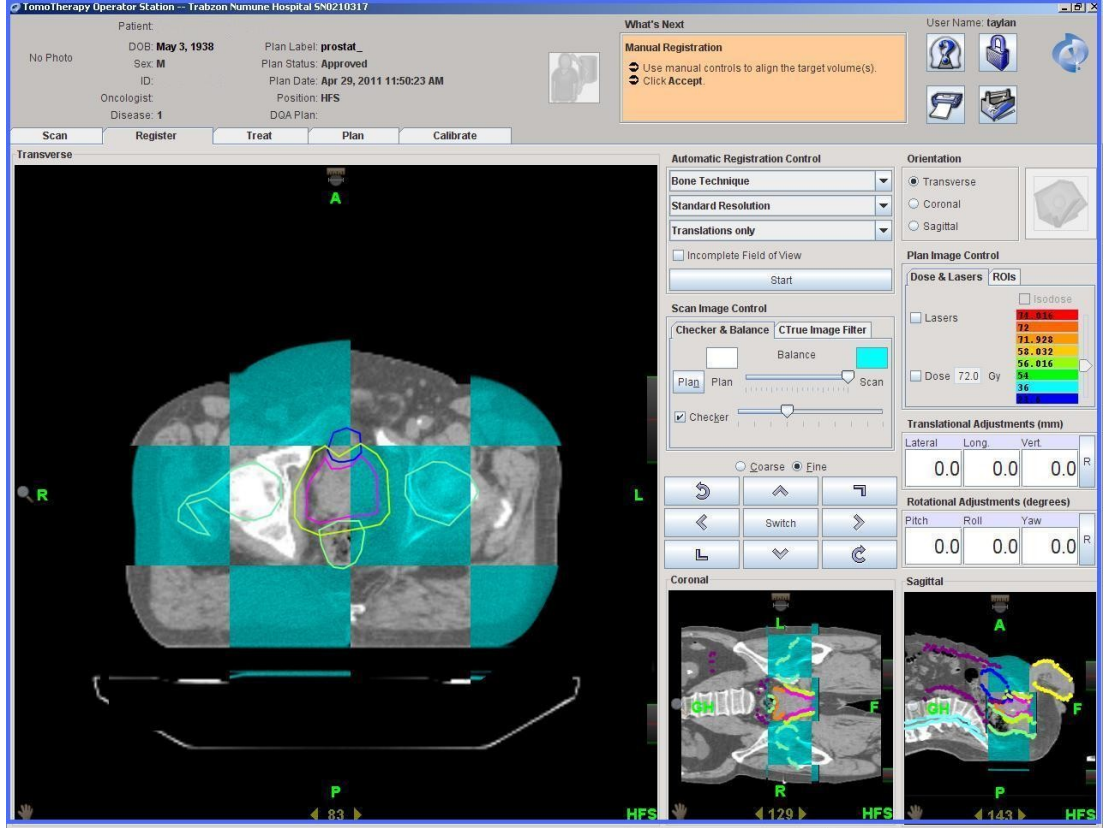 TomoTherapy Operator Station -- Trabzon Numune Hospital SN0210317
No Photo
Patient:
DOB: May 3, 1938
Sex: M
ID:
Oncologist:
Disease: 1
Plan Label: prostat_
Plan Status: Approved
Plan Date: Apr 29, 2011 11:50:23 AM
Position: HFS
DQA Plan:
What's Next
Manual Registration
Use manual controls to align the target volume(s).
Click Accept.
User Name: taylan
Scan Register Treat Plan Calibrate
Transverse
A
R
L
P
83
HFS
Automatic Registration Control
Bone Technique
Standard Resolution
Translations only
Incomplete Field of View
Start
Scan Image Control
Checker & Balance CTrue Image Filter
Balance
Plan Plan Scan
Checker
Coarse Fine
Switch
Orientation
Transverse
Coronal
Sagittal
Plan Image Control
Dose & Lasers ROIs
Isodose
Lasers
Dose 72.0 Gy
74.016
72
71.928
58.032
56.016
54
36
Translational Adjustments (mm)
Lateral Long. Vert.
0.0 0.0 0.0 R
Rotational Adjustments (degrees)
Pitch Roll Yaw
0.0 0.0 0.0 R
Coronal
L
GH F
R
129 HFS
Sagittal
A
GH F
P
143 HFS